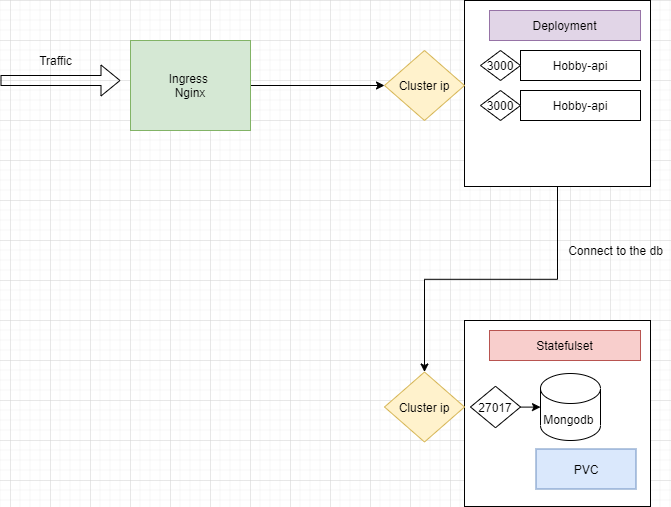 Traffic
Ingress
Nginx
Cluster ip
Deployment
3000
Hobby-api
3000
Hobby-api
Connect to the db
Statefulset
Cluster ip
27017
Mongodb
PVC